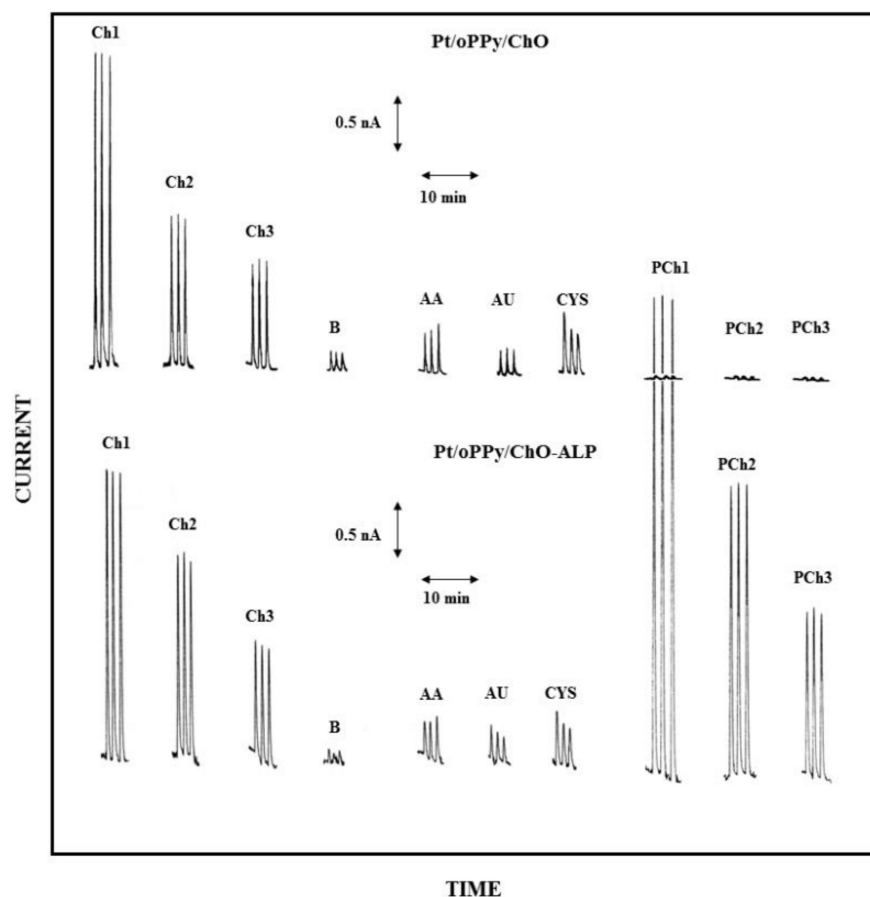 Ch1
Pt/oPPy/ChO
0.5 nA
10 min
Ch2
Ch3
B
AA
AU
CYS
PCh1
PCh2
PCh3
CURRENT
Ch1
Pt/oPPy/ChO-ALP
0.5 nA
10 min
Ch2
Ch3
B
AA
AU
CYS
PCh2
PCh3
TIME